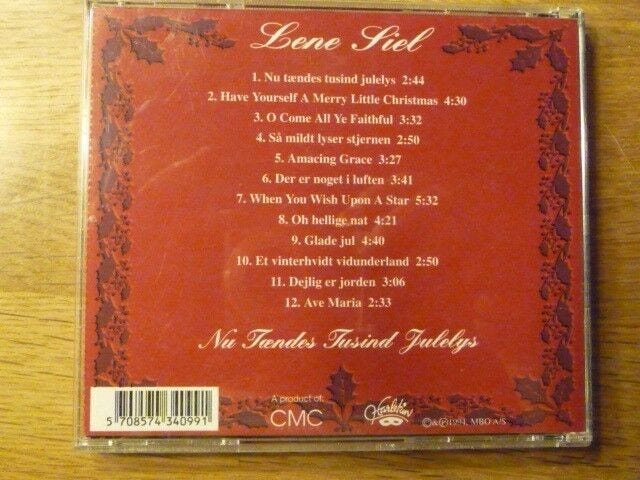 Lene Siel
1. Nu tændes tusind julelys 2:44
2. Have Yourself A Merry Little Christmas 4:30
3. O Come All Ye Faithful 3:32
4. Så mildt lyser stjernen 2:50
5. Amacing Grace 3:27
6. Der er noget i luften 3:41
7. When You Wish Upon A Star 5:32
8. Oh hellige nat 4:21
9. Glade jul 4:40
10. Et vinterhvidt vidunderland 2:50
11. Dejlig er jorden 3:06
12. Ave Maria 2:33
Nu Tændes Tusind Julelys
5 708574 340991
A product of:
CMC
Harlekin
©&℗1994, MBO A/S